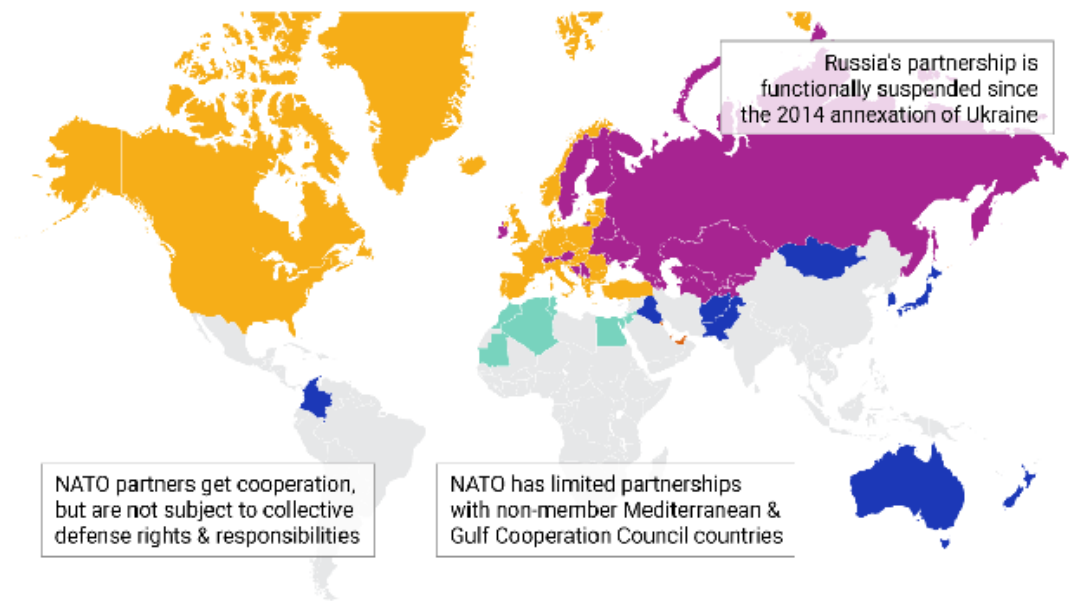 Russia's partnership is
functionally suspended since
the 2014 annexation of Ukraine
NATO partners get cooperation,
but are not subject to collective
defense rights & responsibilities
NATO has limited partnerships
with non-member Mediterranean &
Gulf Cooperation Council countries